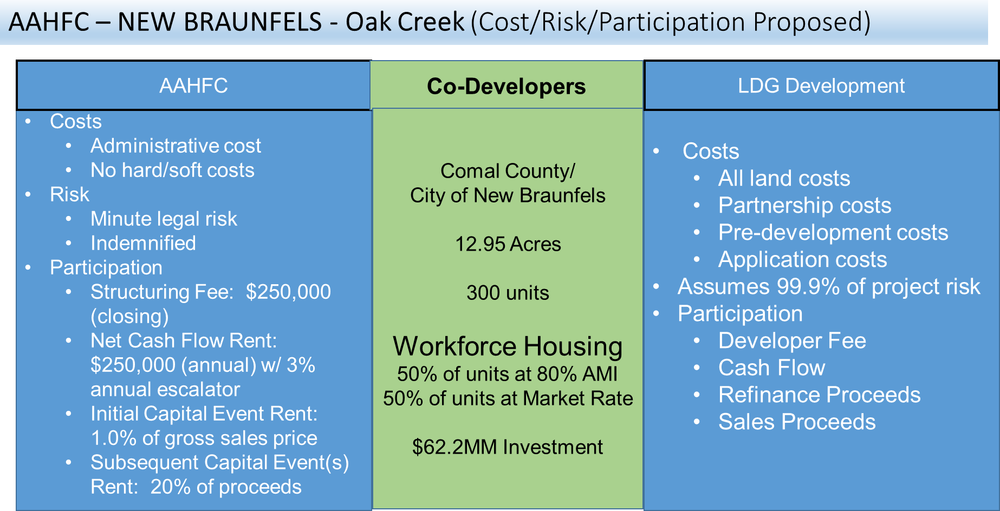 AAHFC – NEW BRAUNFELS - Oak Creek (Cost/Risk/Participation Proposed)
AAHFC
• Costs
• Administrative cost
• No hard/soft costs
• Risk
• Minute legal risk
• Indemnified
• Participation
• Structuring Fee: $250,000
(closing)
• Net Cash Flow Rent:
$250,000 (annual) w/ 3%
annual escalator
• Initial Capital Event Rent:
1.0% of gross sales price
• Subsequent Capital Event(s)
Rent: 20% of proceeds
Co-Developers
Comal County/
City of New Braunfels
12.95 Acres
300 units
Workforce Housing
50% of units at 80% AMI
50% of units at Market Rate
$62.2MM Investment
LDG Development
• Costs
• All land costs
• Partnership costs
• Pre-development costs
• Application costs
• Assumes 99.9% of project risk
• Participation
• Developer Fee
• Cash Flow
• Refinance Proceeds
• Sales Proceeds